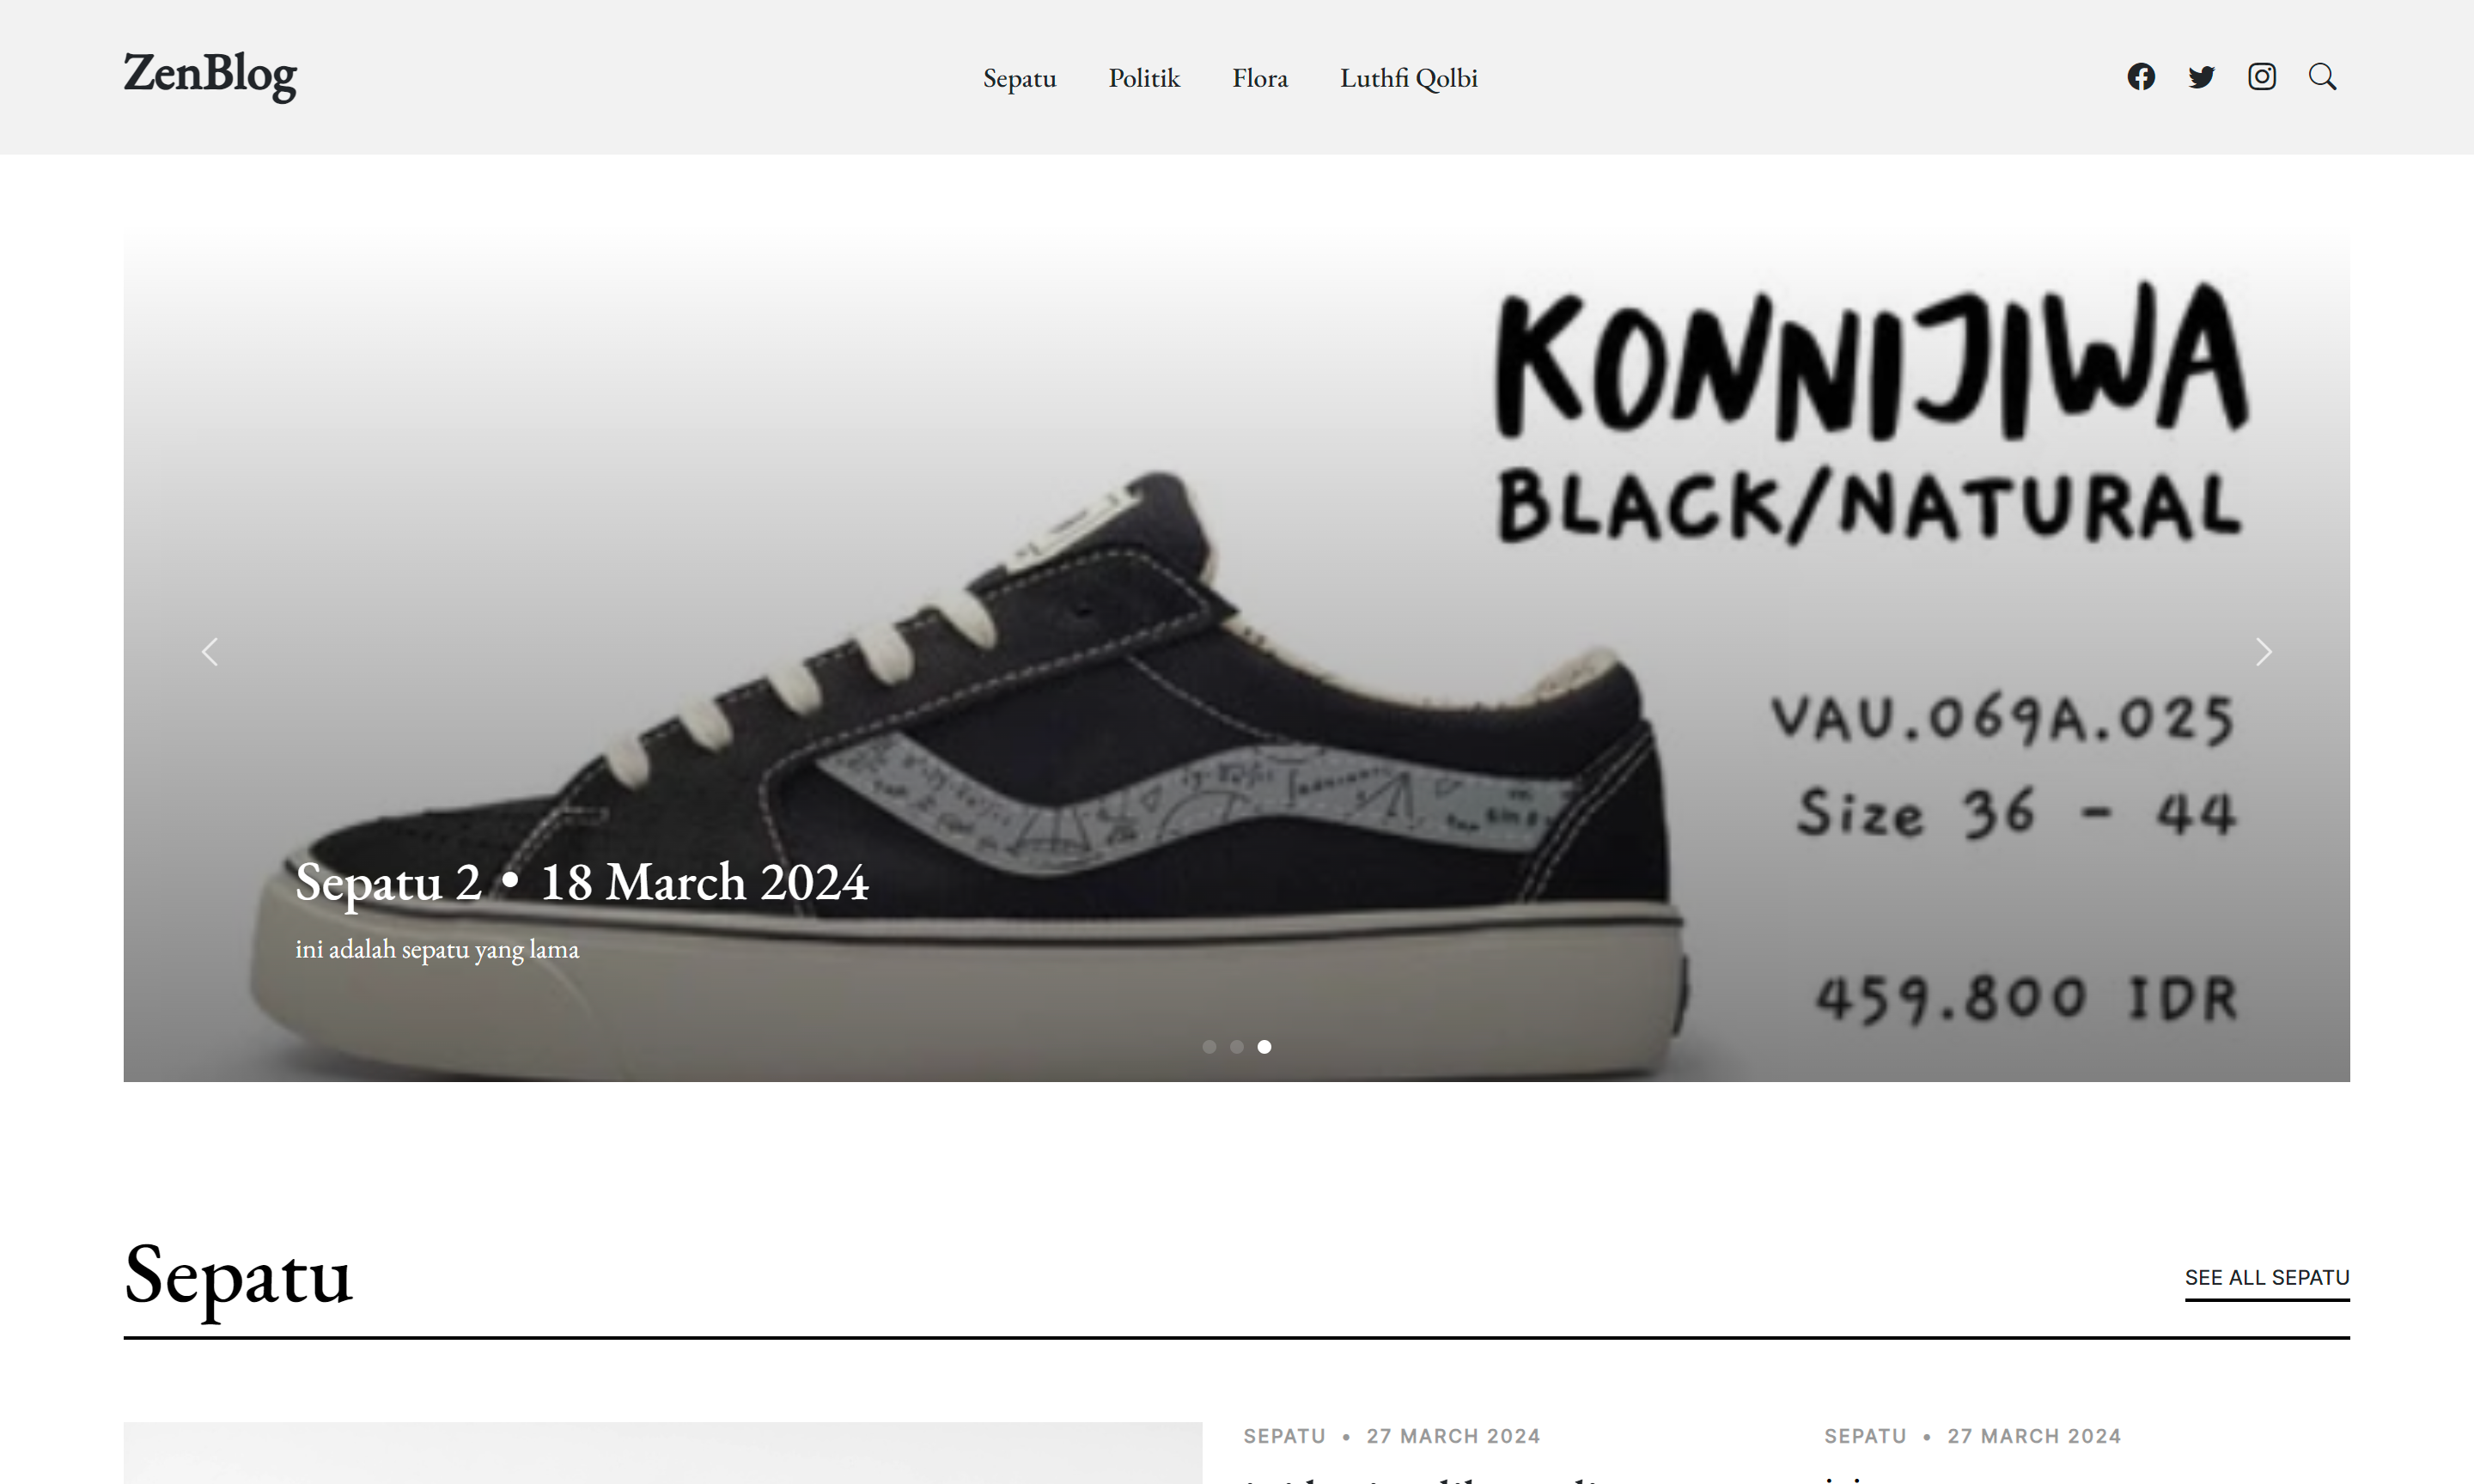 ZenBlog
Sepatu Politik Flora Luthfi Qolbi
KONNIJIWA
BLACK/NATURAL
VAU.069A.025
Size 36 - 44
459.800 IDR
Sepatu 2 • 18 March 2024
ini adalah sepatu yang lama
Sepatu
SEE ALL SEPATU
SEPATU • 27 MARCH 2024
SEPATU • 27 MARCH 2024